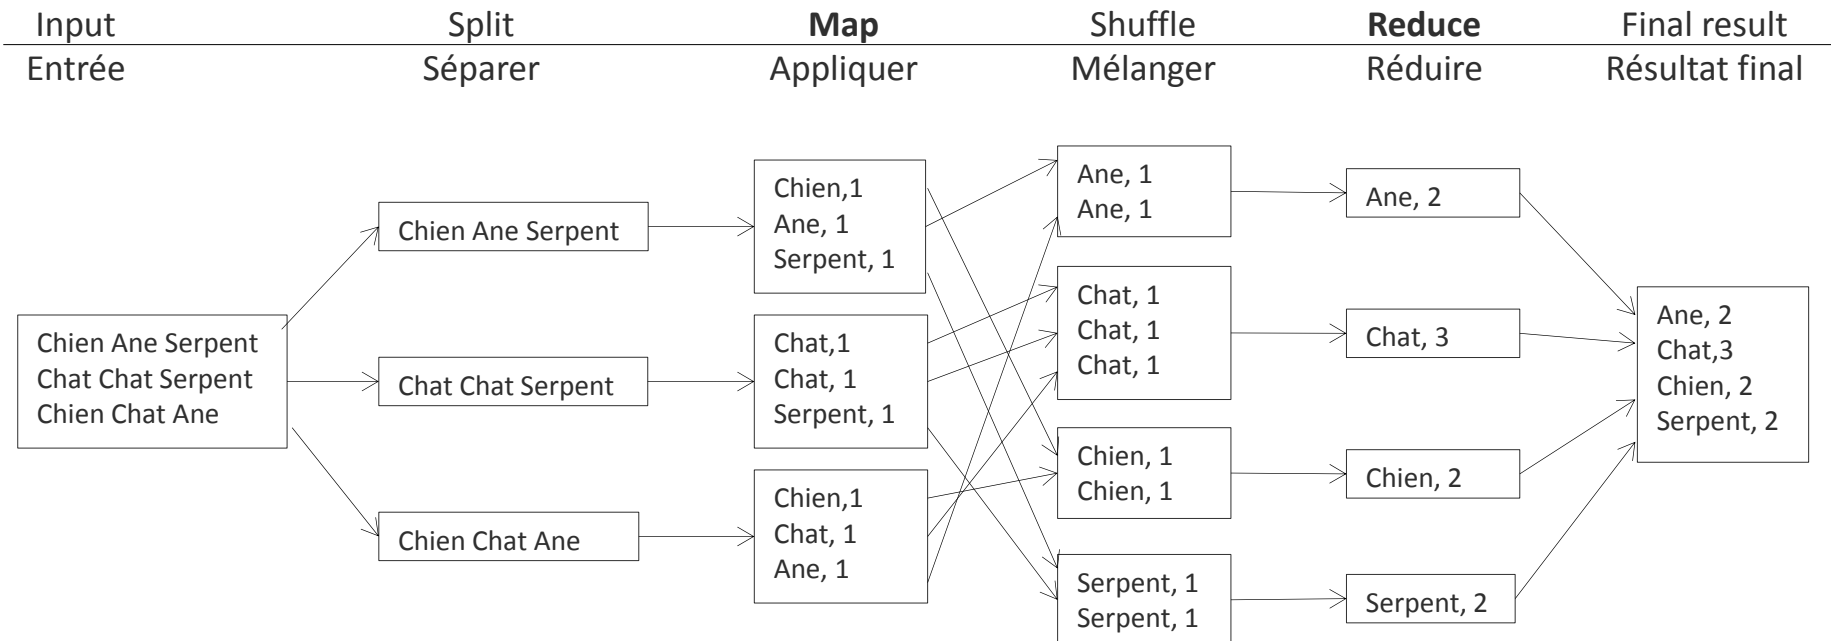 Input Split Map Shuffle Reduce Final result
Entrée Séparer Appliquer Mélanger Réduire Résultat final
Chien Ane Serpent
Chat Chat Serpent
Chien Chat Ane
Chien Ane Serpent
Chat Chat Serpent
Chien Chat Ane
Chien,1
Ane, 1
Serpent, 1
Chat,1
Chat, 1
Serpent, 1
Chien,1
Chat, 1
Ane, 1
Ane, 1
Ane, 1
Chat, 1
Chat, 1
Chat, 1
Chien, 1
Chien, 1
Serpent, 1
Serpent, 1
Ane, 2
Chat, 3
Chien, 2
Serpent, 2
Ane, 2
Chat,3
Chien, 2
Serpent, 2